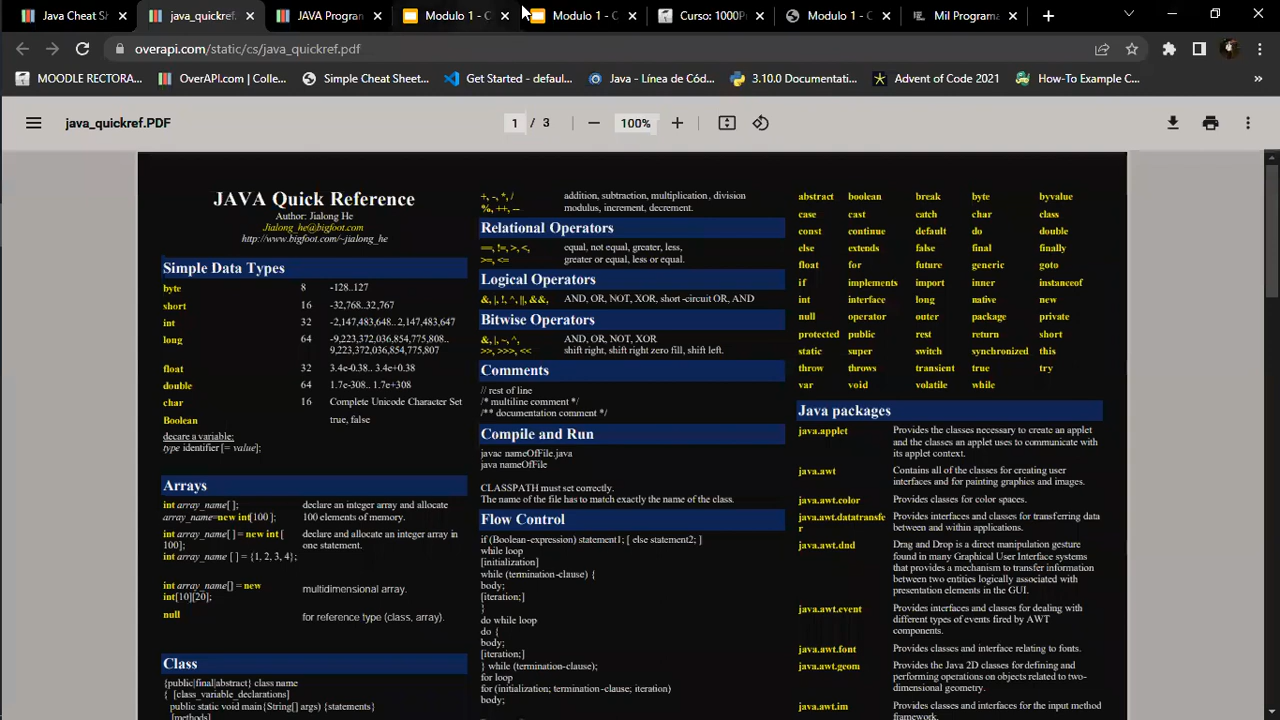 Java Cheat Sh
java_quickref.
JAVA Program
Modulo 1 - C
Modulo 1 - C
Curso: 1000Pr
Modulo 1 - C
Mil Programa
overapi.com/static/cs/java_quickref.pdf
MOODLE RECTORA...
OverAPI.com | Colle...
Simple Cheat Sheet...
Get Started - defaul...
Java - Línea de Códi...
3.10.0 Documentati...
Advent of Code 2021
How-To Example C...
java_quickref.PDF
1 / 3
100%
JAVA Quick Reference
Author: Jialong He
Jialong_he@bigfoot.com
http://www.bigfoot.com/~jialong_he
Simple Data Types
byte 8 -128..127
short 16 -32,768..32,767
int 32 -2,147,483,648..2,147,483,647
long 64 -9,223,372,036,854,775,808..
9,223,372,036,854,775,807
float 32 3.4e-0.38.. 3.4e+0.38
double 64 1.7e-308.. 1.7e+308
char 16 Complete Unicode Character Set
Boolean true, false
decare a variable:
type identifier [= value];
Arrays
int array_name[ ]; declare an integer array and allocate
array_name=new int[100 ]; 100 elements of memory.
int array_name[ ] = new int [ declare and allocate an integer array in
100]; one statement.
int array_name [ ] = {1, 2, 3, 4};
int array_name[] = new multidimensional array.
int[10][20];
null for reference type (class, array).
Class
{public|final|abstract} class name
{ [class_variable_declarations]
public static void main(String[] args) {statements}
[methods]
+, -, *, / addition, subtraction, multiplication, division
%, ++, -- modulus, increment, decrement.
Relational Operators
==, !=, >, <, equal, not equal, greater, less,
>=, <= greater or equal, less or equal.
Logical Operators
&, |, !, ^, ||, &&, AND, OR, NOT, XOR, short-circuit OR, AND
Bitwise Operators
&, |, ~, ^, AND, OR, NOT, XOR
>>, >>>, << shift right, shift right zero fill, shift left.
Comments
// rest of line
/* multiline comment */
/** documentation comment */
Compile and Run
javac nameOfFile.java
java nameOfFile
CLASSPATH must set correctly.
The name of the file has to match exactly the name of the class.
Flow Control
if (Boolean-expression) statement1; [ else statement2; ]
while loop
[initialization]
while (termination-clause) {
body;
[iteration;]
}
do while loop
do {
body;
[iteration;]
} while (termination-clause);
for loop
for (initialization; termination-clause; iteration)
body;
abstract boolean break byte byvalue
case cast catch char class
const continue default do double
else extends false final finally
float for future generic goto
if implements import inner instanceof
int interface long native new
null operator outer package private
protected public rest return short
static super switch synchronized this
throw throws transient true try
var void volatile while
Java packages
java.applet Provides the classes necessary to create an applet
and the classes an applet uses to communicate with
its applet context.
java.awt Contains all of the classes for creating user
interfaces and for painting graphics and images.
java.awt.color Provides classes for color spaces.
java.awt.datatransfe Provides interfaces and classes for transferring data
r between and within applications.
java.awt.dnd Drag and Drop is a direct manipulation gesture
found in many Graphical User Interface systems
that provides a mechanism to transfer information
between two entities logically associated with
presentation elements in the GUI.
java.awt.event Provides interfaces and classes for dealing with
different types of events fired by AWT
components.
java.awt.font Provides classes and interface relating to fonts.
java.awt.geom Provides the Java 2D classes for defining and
performing operations on objects related to two-
dimensional geometry.
java.awt.im Provides classes and interfaces for the input method
framework.